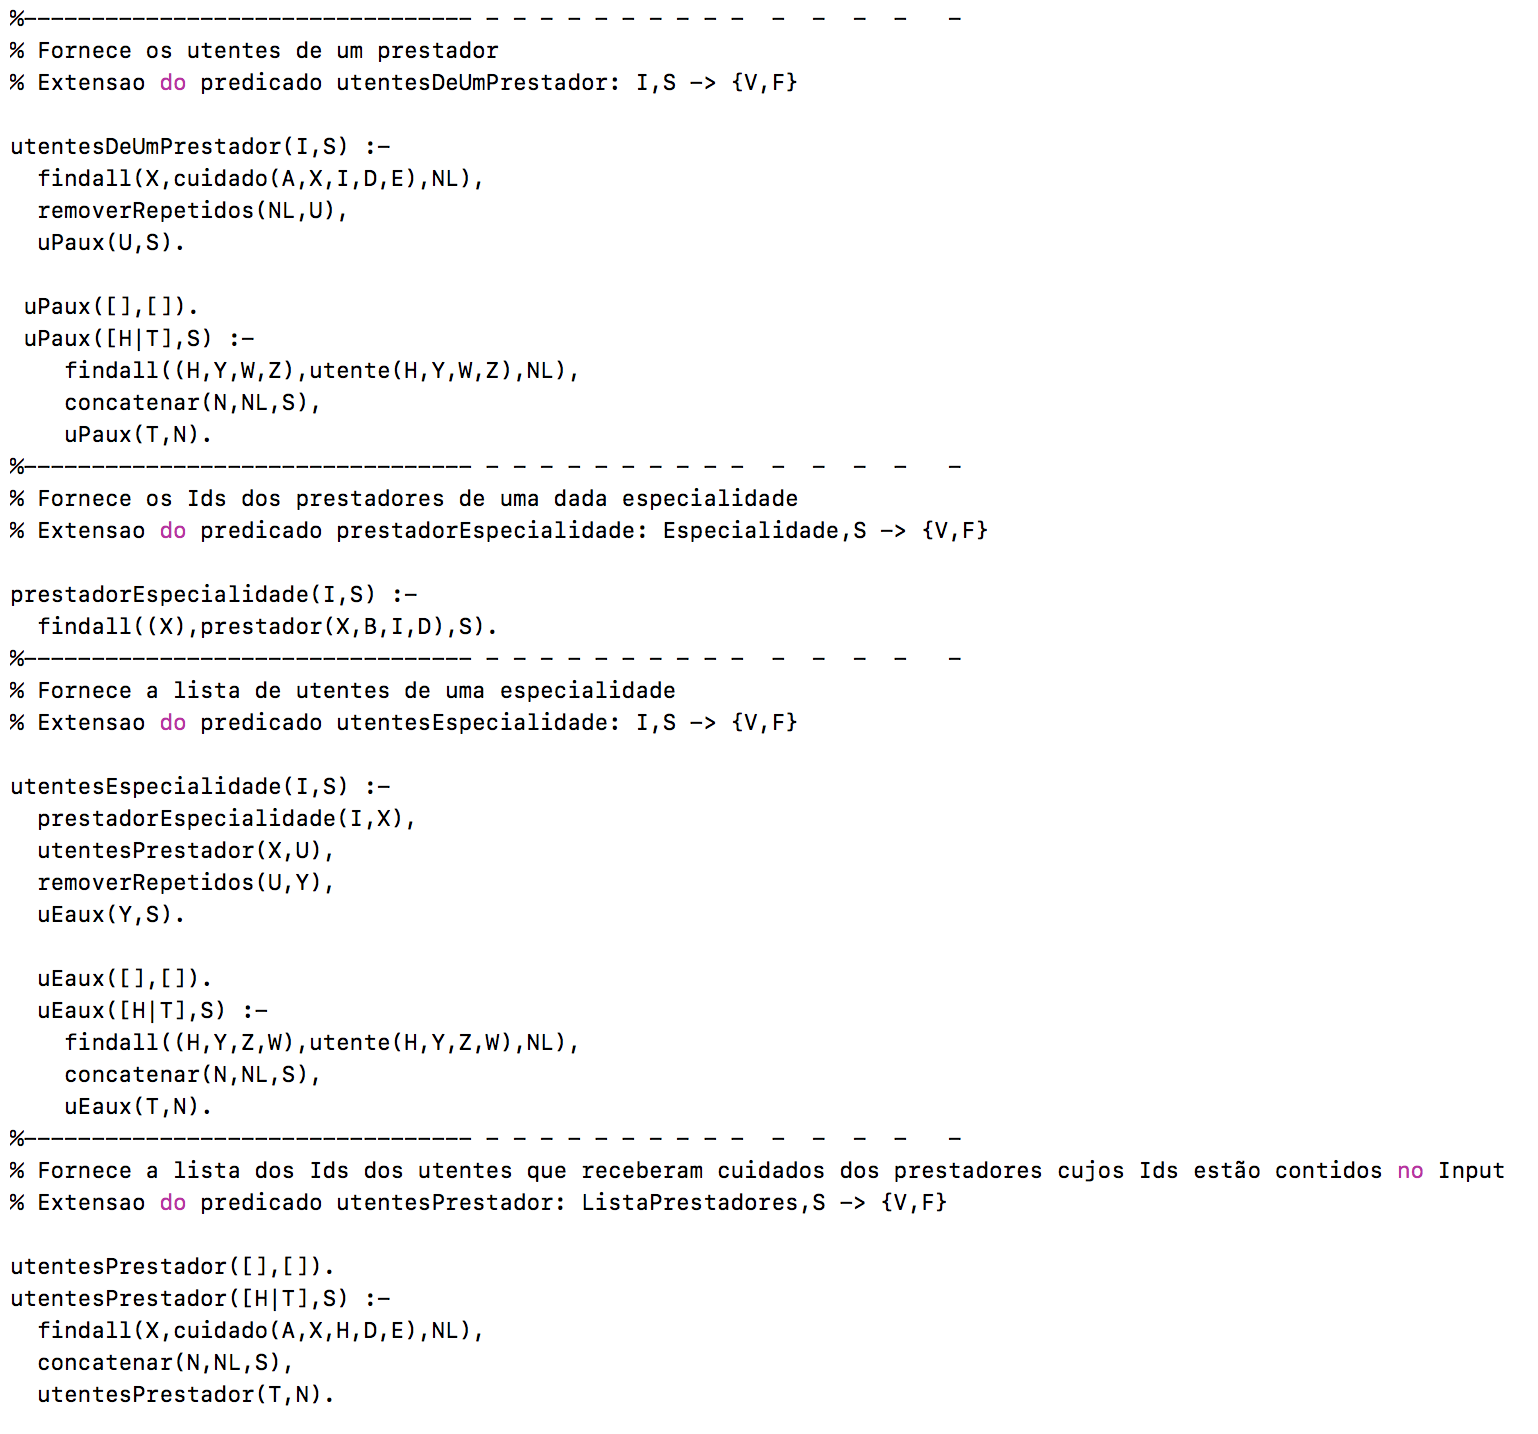 %--------------------------------- - - - - - - - - - -  -  -  -  -   -
% Fornece os utentes de um prestador
% Extensao do predicado utentesDeUmPrestador: I,S -> {V,F}

utentesDeUmPrestador(I,S) :-
  findall(X,cuidado(A,X,I,D,E),NL),
  removerRepetidos(NL,U),
  uPaux(U,S).

 uPaux([],[]).
 uPaux([H|T],S) :-
    findall((H,Y,W,Z),utente(H,Y,W,Z),NL),
    concatenar(N,NL,S),
    uPaux(T,N).
%--------------------------------- - - - - - - - - - -  -  -  -  -   -
% Fornece os Ids dos prestadores de uma dada especialidade
% Extensao do predicado prestadorEspecialidade: Especialidade,S -> {V,F}

prestadorEspecialidade(I,S) :-
  findall((X),prestador(X,B,I,D),S).
%--------------------------------- - - - - - - - - - -  -  -  -  -   -
% Fornece a lista de utentes de uma especialidade
% Extensao do predicado utentesEspecialidade: I,S -> {V,F}

utentesEspecialidade(I,S) :-
  prestadorEspecialidade(I,X),
  utentesPrestador(X,U),
  removerRepetidos(U,Y),
  uEaux(Y,S).

  uEaux([],[]).
  uEaux([H|T],S) :-
    findall((H,Y,Z,W),utente(H,Y,Z,W),NL),
    concatenar(N,NL,S),
    uEaux(T,N).
%--------------------------------- - - - - - - - - - -  -  -  -  -   -
% Fornece a lista dos Ids dos utentes que receberam cuidados dos prestadores cujos Ids estão contidos no Input
% Extensao do predicado utentesPrestador: ListaPrestadores,S -> {V,F}

utentesPrestador([],[]).
utentesPrestador([H|T],S) :-
  findall(X,cuidado(A,X,H,D,E),NL),
  concatenar(N,NL,S),
  utentesPrestador(T,N).